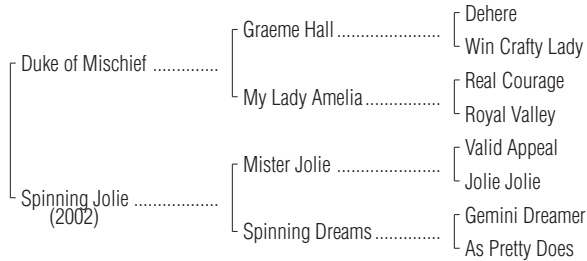 Dehere
Graeme Hall ......................
Win Crafty Lady
Duke of Mischief ..............
Real Courage
My Lady Amelia ................
Royal Valley
Valid Appeal
Mister Jolie ......................
Jolie Jolie
Spinning Jolie ..................
(2002)
Gemini Dreamer
Spinning Dreams ..............
As Pretty Does